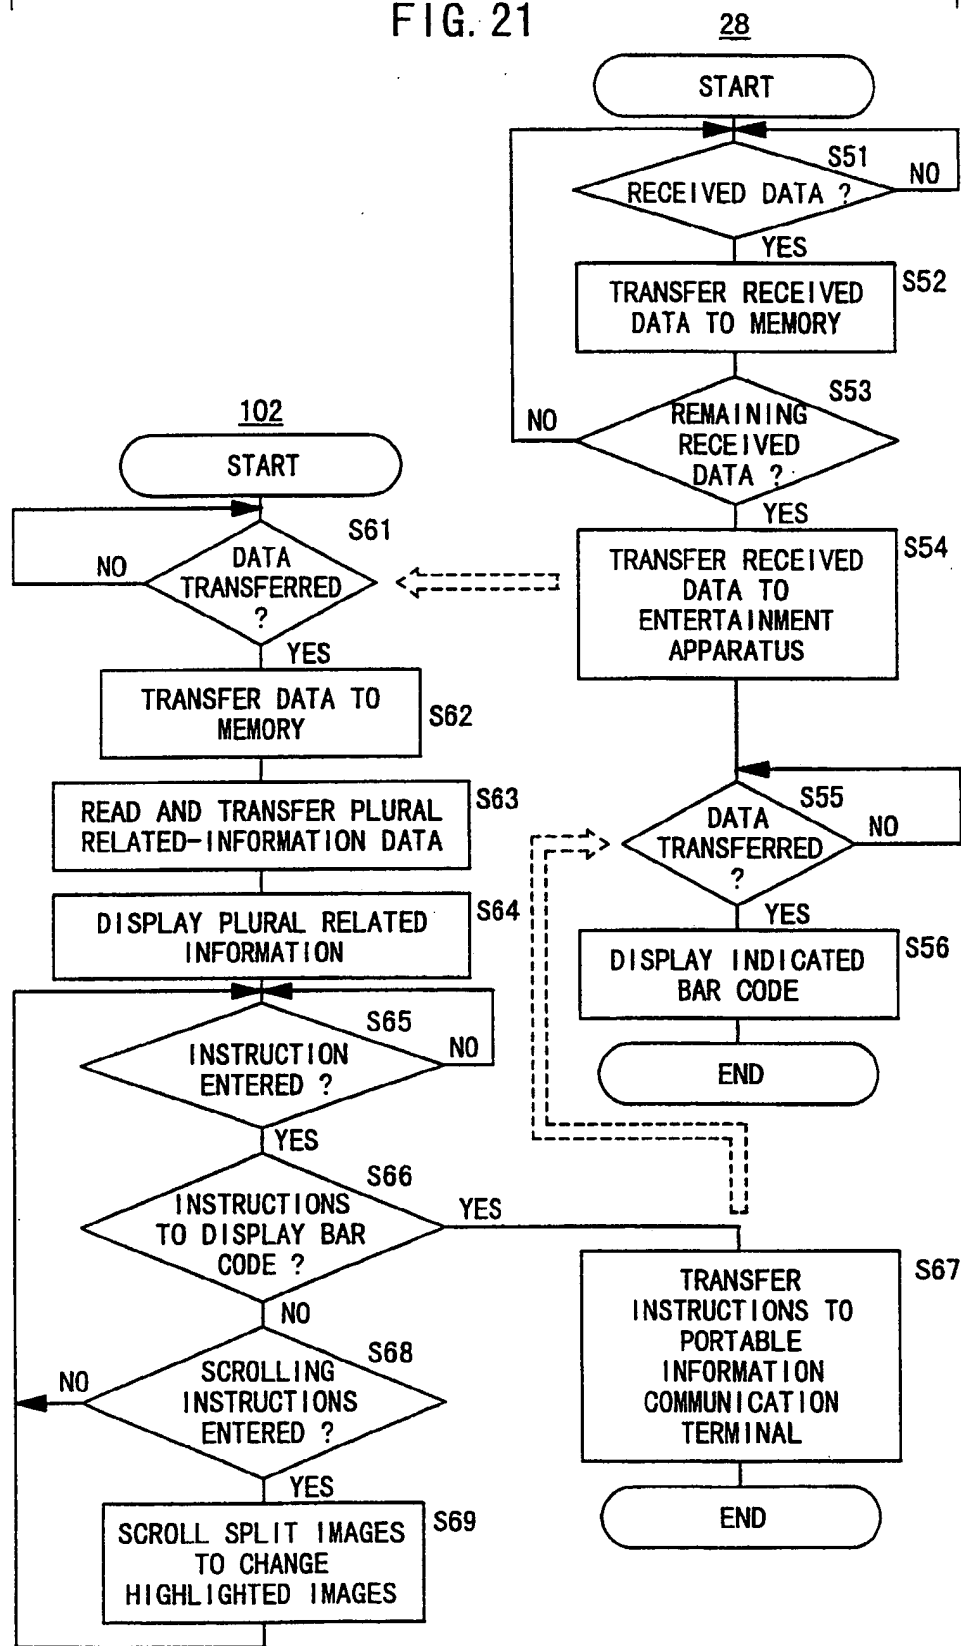 FIG. 21
28
START
S51
RECEIVED DATA ?
NO
YES
TRANSFER RECEIVED
DATA TO MEMORY
S52
S53
REMAINING
RECEIVED
DATA ?
NO
YES
TRANSFER RECEIVED
DATA TO
ENTERTAINMENT
APPARATUS
S54
S55
DATA
TRANSFERRED
?
NO
YES
DISPLAY INDICATED
BAR CODE
S56
END
102
START
S61
DATA
TRANSFERRED
?
NO
YES
TRANSFER DATA TO
MEMORY
S62
READ AND TRANSFER PLURAL
RELATED-INFORMATION DATA
S63
DISPLAY PLURAL RELATED
INFORMATION
S64
S65
INSTRUCTION
ENTERED ?
NO
YES
S66
INSTRUCTIONS
TO DISPLAY BAR
CODE ?
YES
NO
TRANSFER
INSTRUCTIONS TO
PORTABLE
INFORMATION
COMMUNICATION
TERMINAL
S67
END
S68
SCROLLING
INSTRUCTIONS
ENTERED ?
NO
YES
SCROLL SPLIT IMAGES
TO CHANGE
HIGHLIGHTED IMAGES
S69